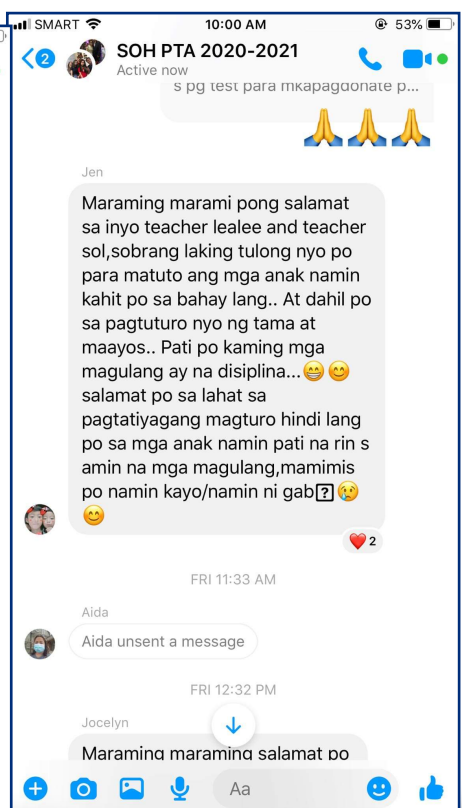 SMART 10:00 AM 53%
2 SOH PTA 2020-2021
Active now
s pg test para mkapagdonate p...
🙏🙏🙏
Jen
Maraming marami pong salamat
sa inyo teacher lealee and teacher
sol,sobrang laking tulong nyo po
para matuto ang mga anak namin
kahit po sa bahay lang.. At dahil po
sa pagtuturo nyo ng tama at
maayos.. Pati po kaming mga
magulang ay na disiplina...😁😊
salamat po sa lahat sa
pagtatiyagang magturo hindi lang
po sa mga anak namin pati na rin s
amin na mga magulang,mamimis
po namin kayo/namin ni gab⍰😢
😊
❤️ 2
FRI 11:33 AM
Aida
Aida unsent a message
FRI 12:32 PM
Jocelyn
Maraming maraming salamat po
Aa